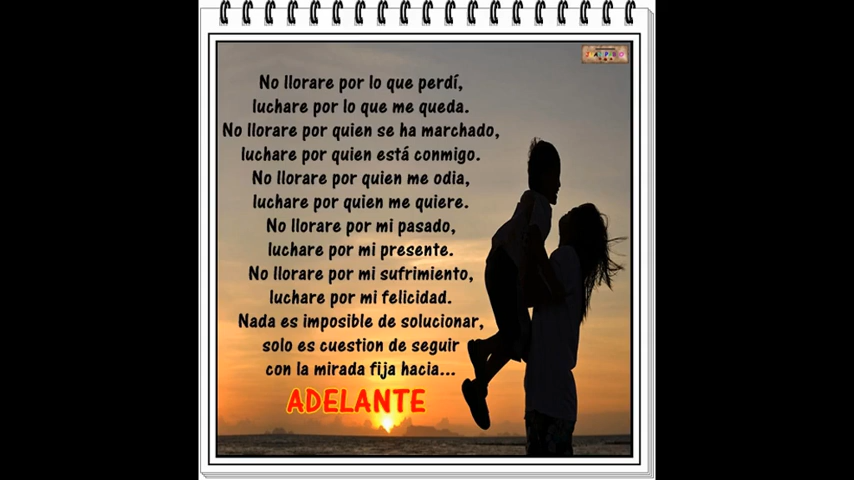 No llorare por lo que perdí,
luchare por lo que me queda.
No llorare por quien se ha marchado,
luchare por quien está conmigo.
No llorare por quien me odia,
luchare por quien me quiere.
No llorare por mi pasado,
luchare por mi presente.
No llorare por mi sufrimiento,
luchare por mi felicidad.
Nada es imposible de solucionar,
solo es cuestion de seguir
con la mirada fija hacia...
ADELANTE